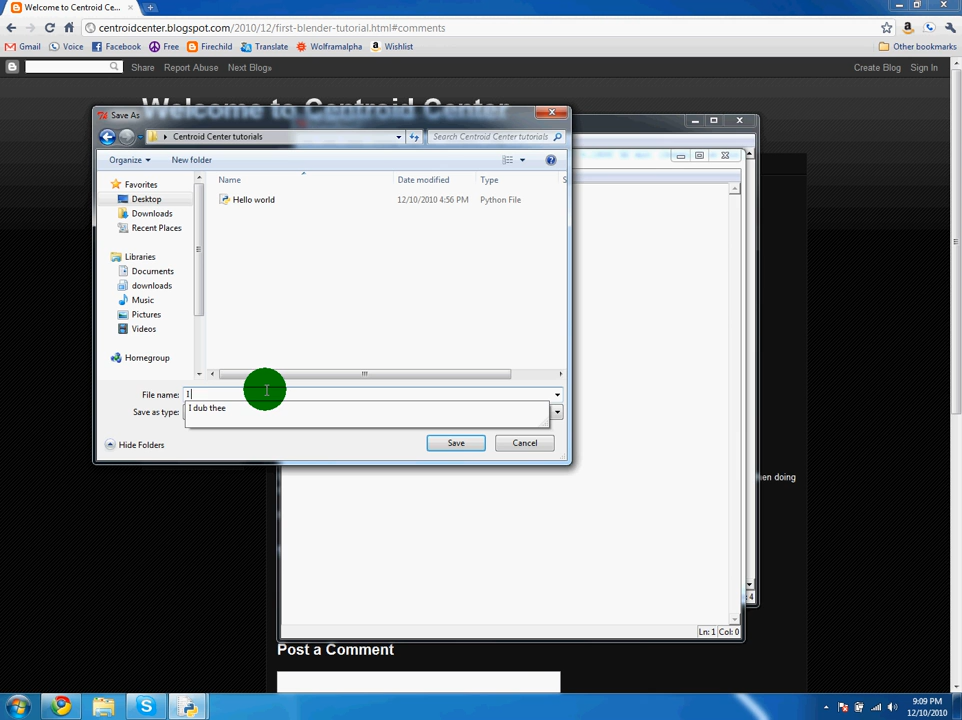 Welcome to Centroid Ce...
centroidcenter.blogspot.com/2010/12/first-blender-tutorial.html#comments
Gmail Voice Facebook Free Firechild Translate Wolframalpha Wishlist Other bookmarks
Share Report Abuse Next Blog» Create Blog Sign In
Welcome to Centroid Center
Save As
Centroid Center tutorials Search Centroid Center tutorials
Organize New folder
Favorites
Desktop
Downloads
Recent Places
Libraries
Documents
downloads
Music
Pictures
Videos
Homegroup
Name Date modified Type S
Hello world 12/10/2010 4:56 PM Python File
File name: I
I dub thee
Save as type:
Hide Folders Save Cancel
en doing
: 4
Ln: 1 Col: 0
Post a Comment
9:09 PM
12/10/2010